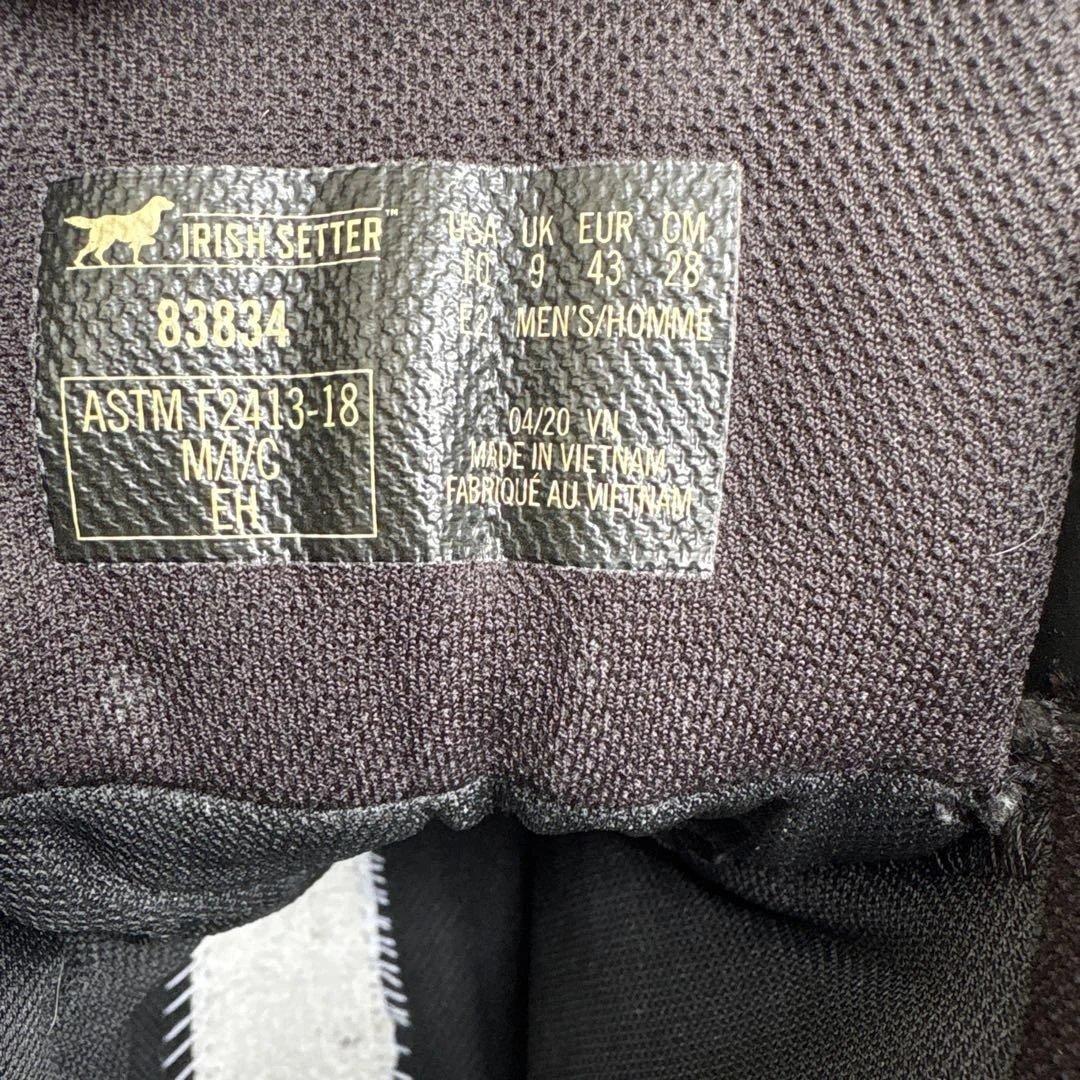 IRISH SETTER™
83834
ASTM F2413-18
M/I/C
EH
USA UK EUR CM
10 9 43 28
E2 MEN'S/HOMME
04/20 VN
MADE IN VIETNAM
FABRIQUÉ AU VIETNAM